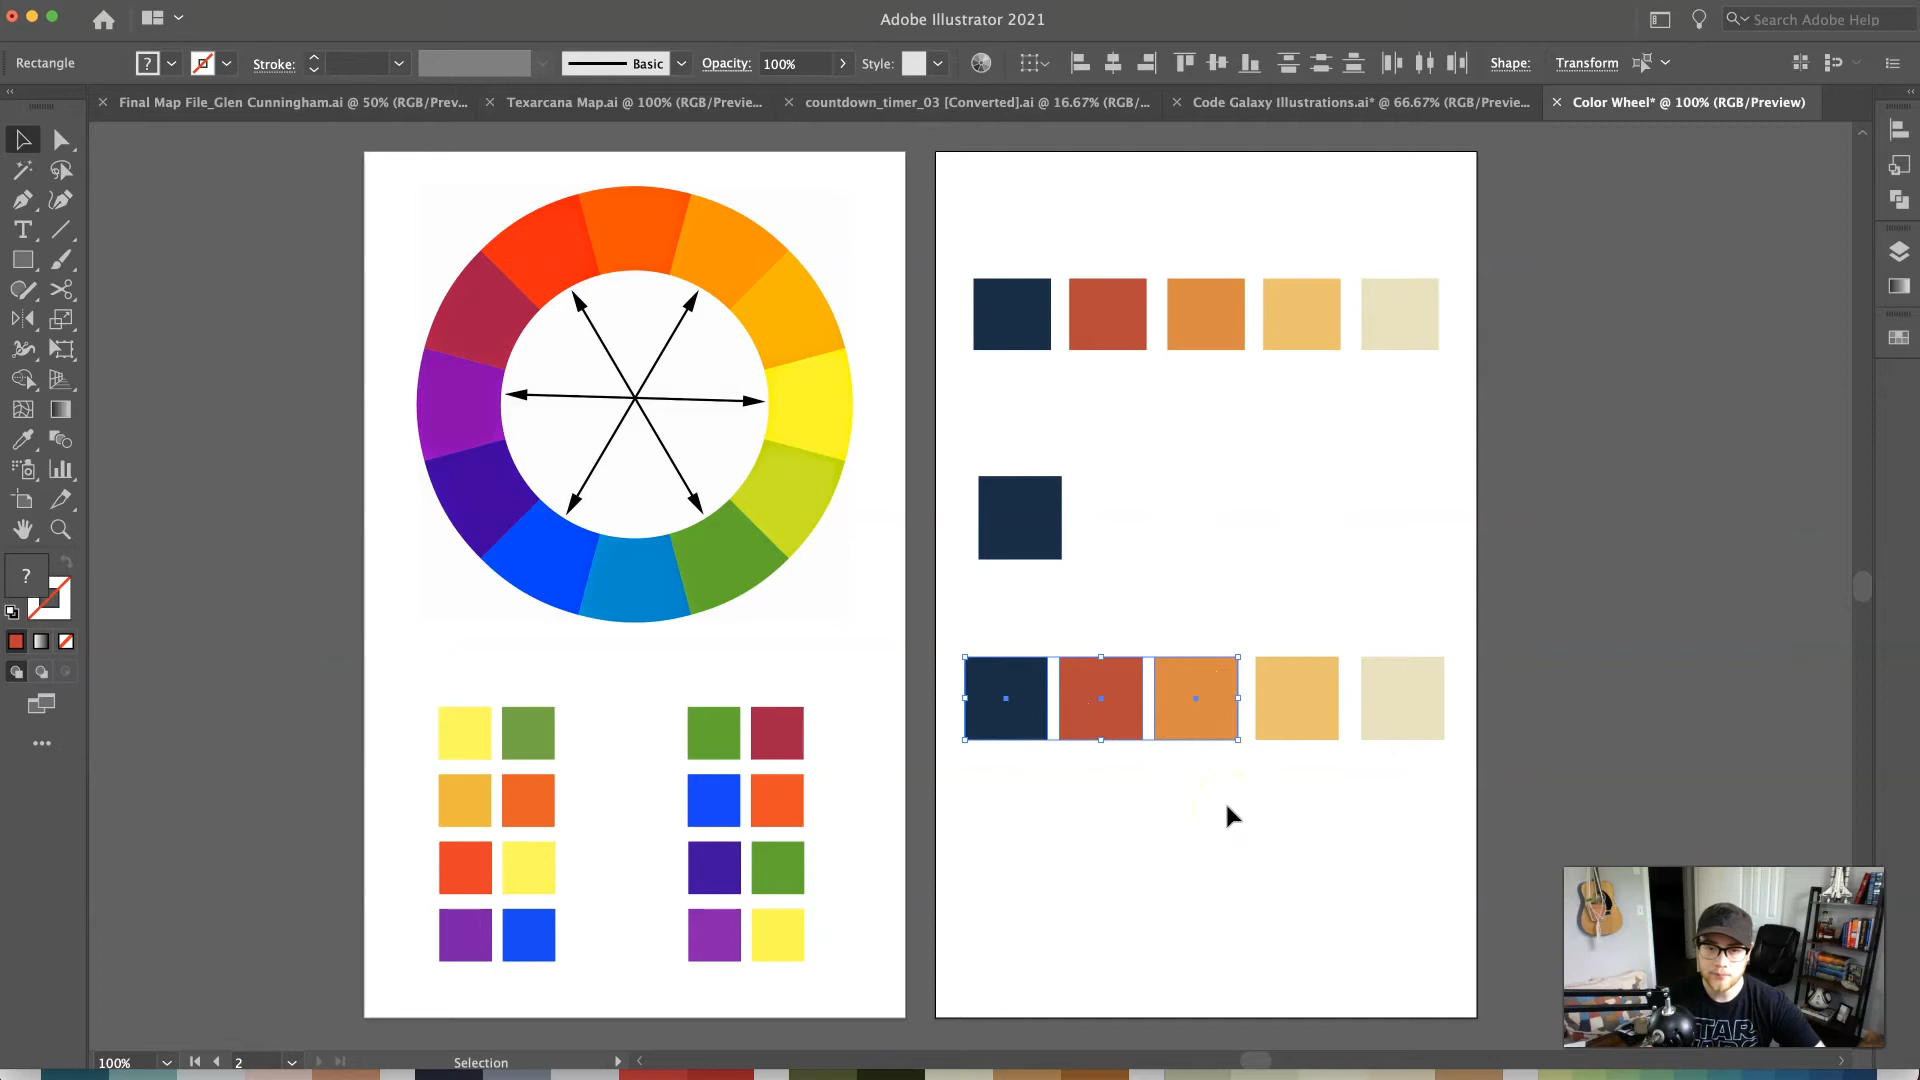 Adobe Illustrator 2021
Search Adobe Help
Rectangle
?
Stroke:
Basic
Opacity:
100%
Style:
Shape:
Transform
Final Map File_Glen Cunningham.ai @ 50% (RGB/Prev...
Texarcana Map.ai @ 100% (RGB/Previe...
countdown_timer_03 [Converted].ai @ 16.67% (RGB/...
Code Galaxy Illustrations.ai* @ 66.67% (RGB/Previe...
Color Wheel* @ 100% (RGB/Preview)
T
?
STAR
100%
2
Selection